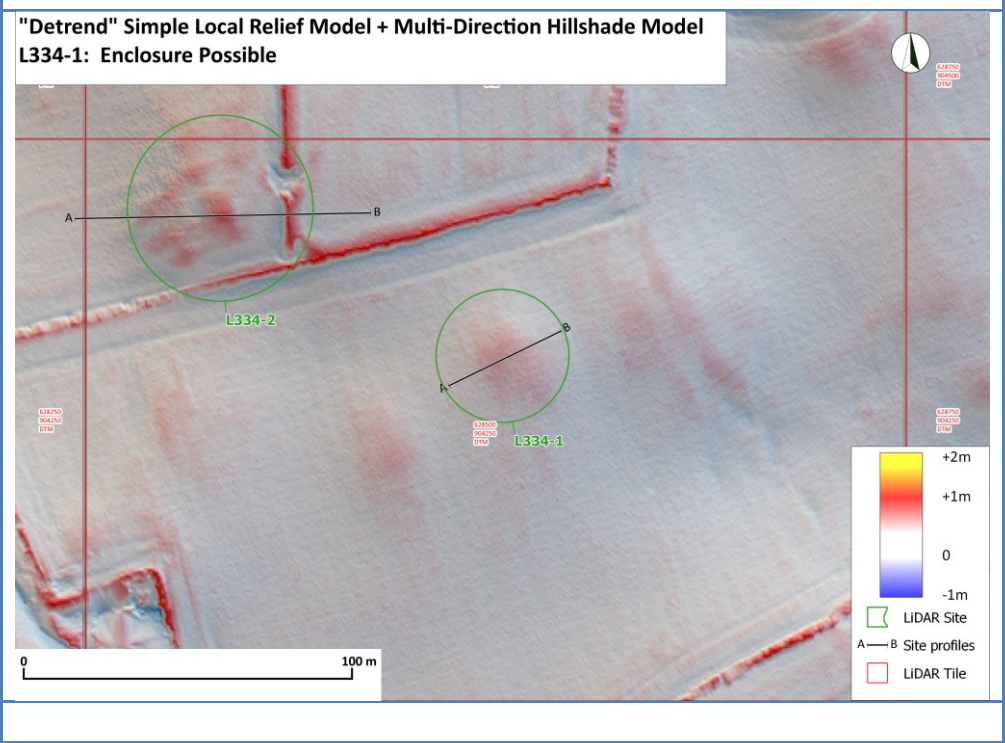 "Detrend" Simple Local Relief Model + Multi-Direction Hillshade Model
L334-1: Enclosure Possible
628750
904500
DTM
A
B
L334-2
B
A
628250
904250
DTM
628500
904250
DTM
L334-1
628750
904250
DTM
+2m
+1m
0
-1m
LiDAR Site
A B Site profiles
LiDAR Tile
0 100 m